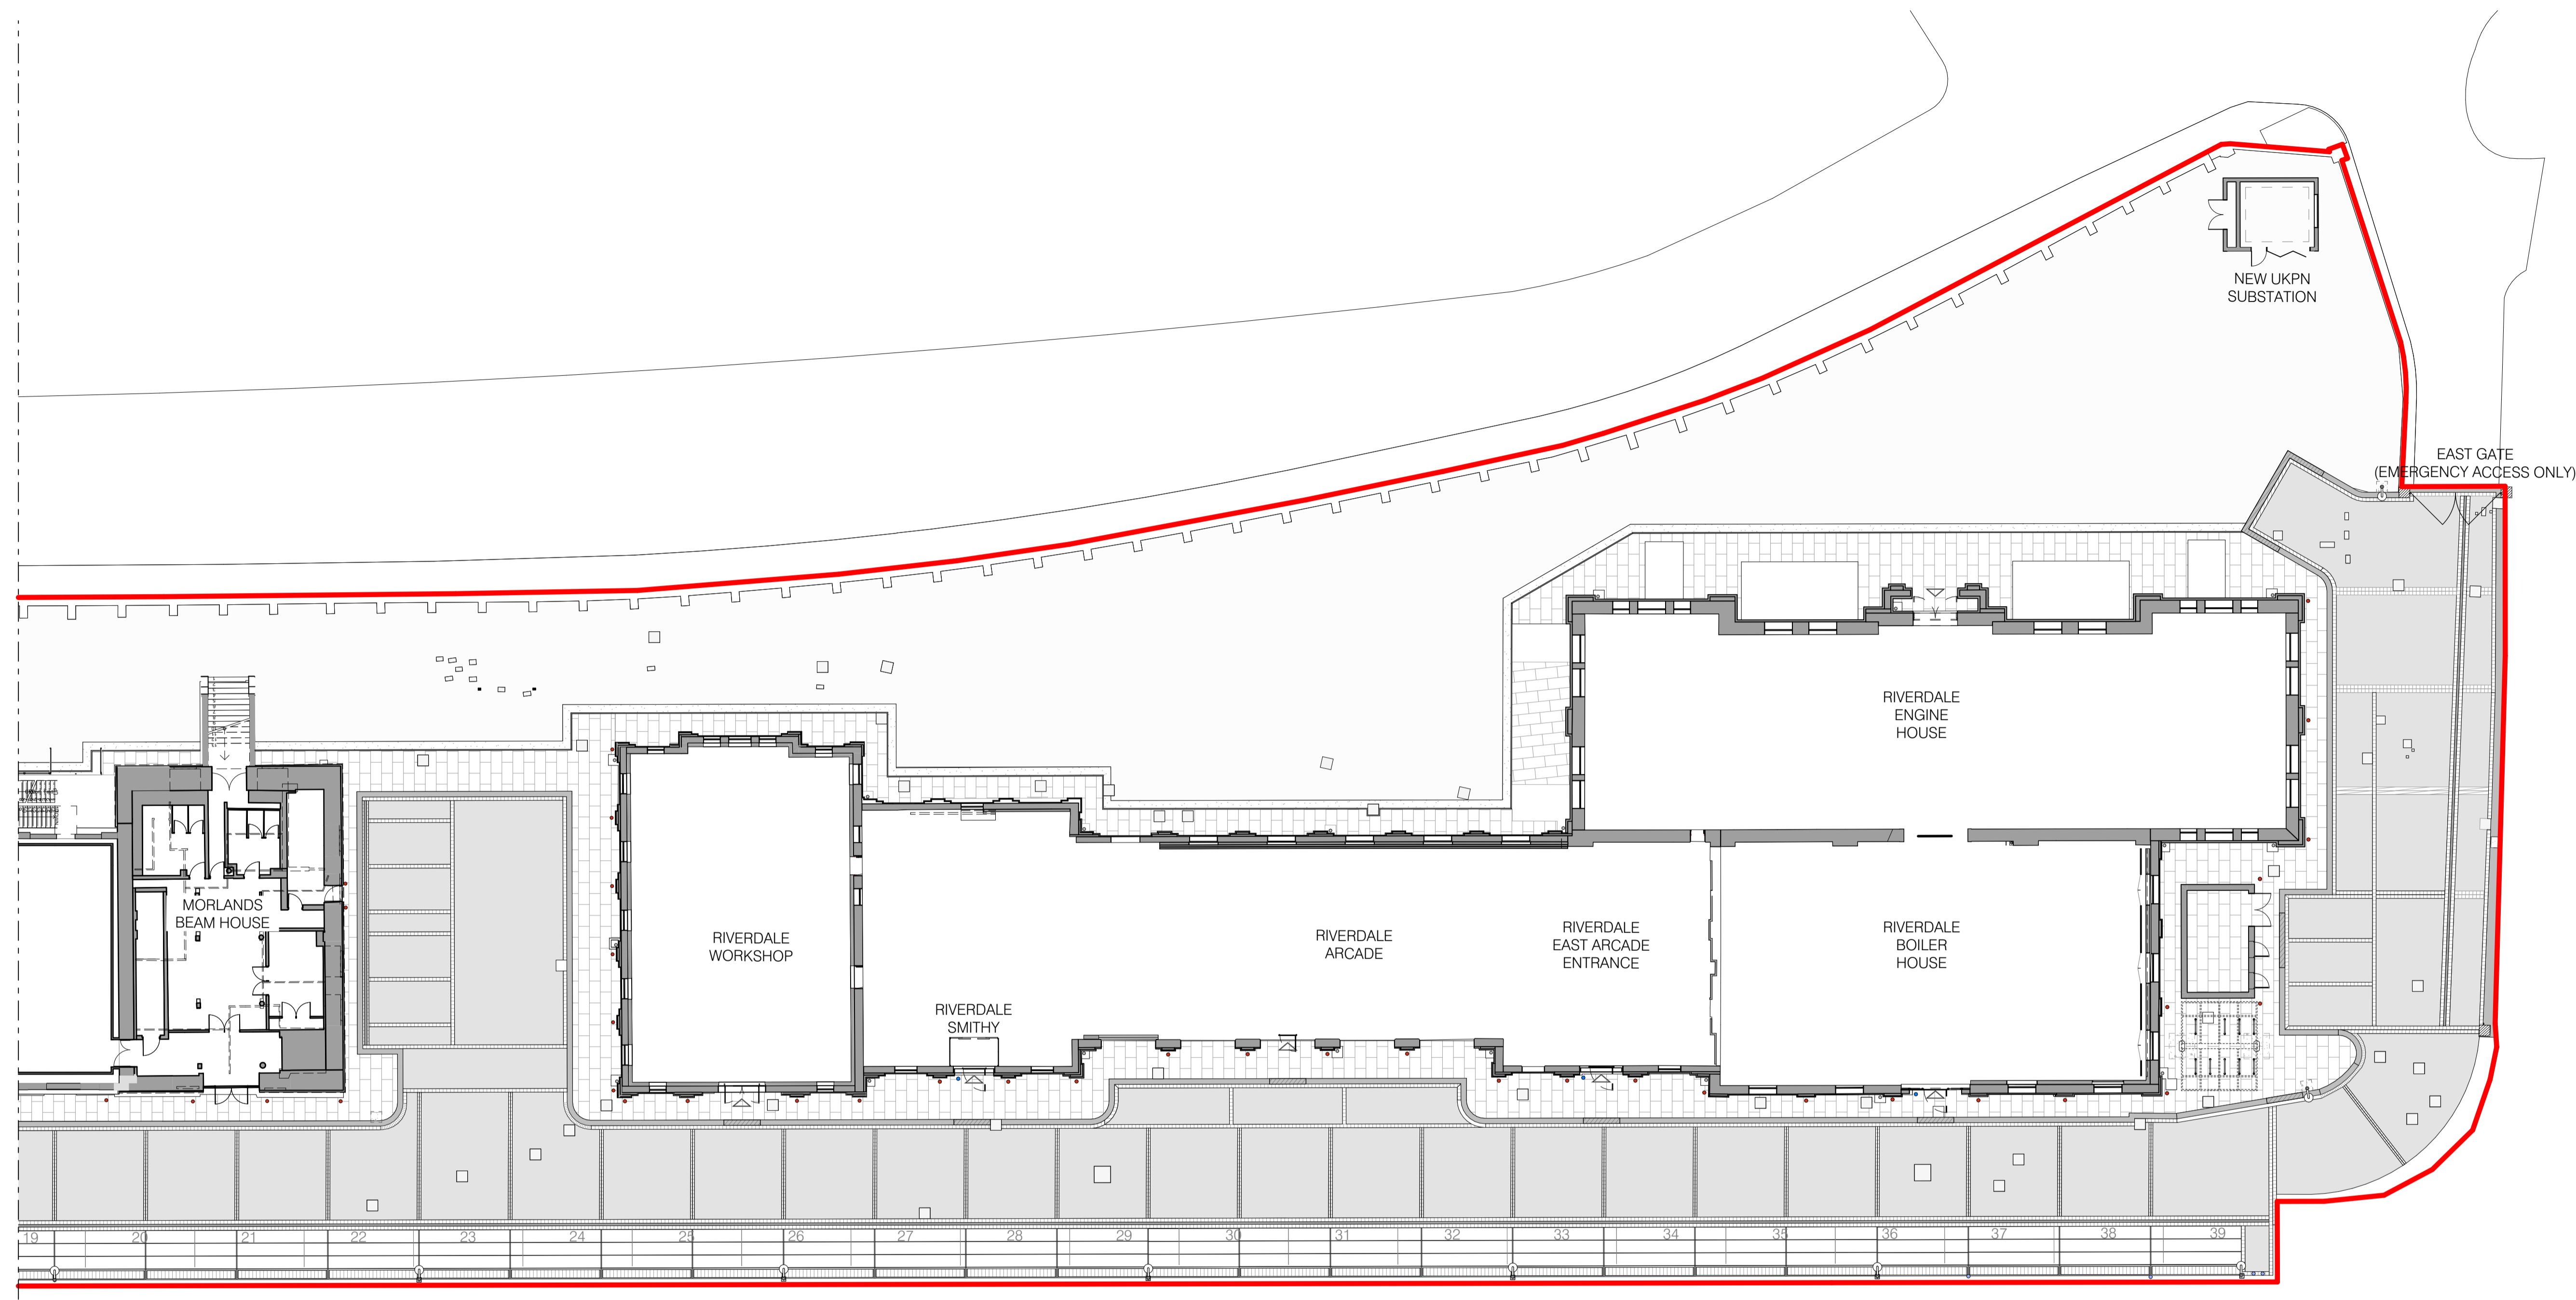 NEW UKPN
SUBSTATION
EAST GATE
(EMERGENCY ACCESS ONLY)
RIVERDALE
ENGINE
HOUSE
MORLANDS
BEAM HOUSE
RIVERDALE
WORKSHOP
RIVERDALE
SMITHY
RIVERDALE
ARCADE
RIVERDALE
EAST ARCADE
ENTRANCE
RIVERDALE
BOILER
HOUSE
19 20 21 22 23 24 25 26 27 28 29 30 31 32 33 34 35 36 37 38 39